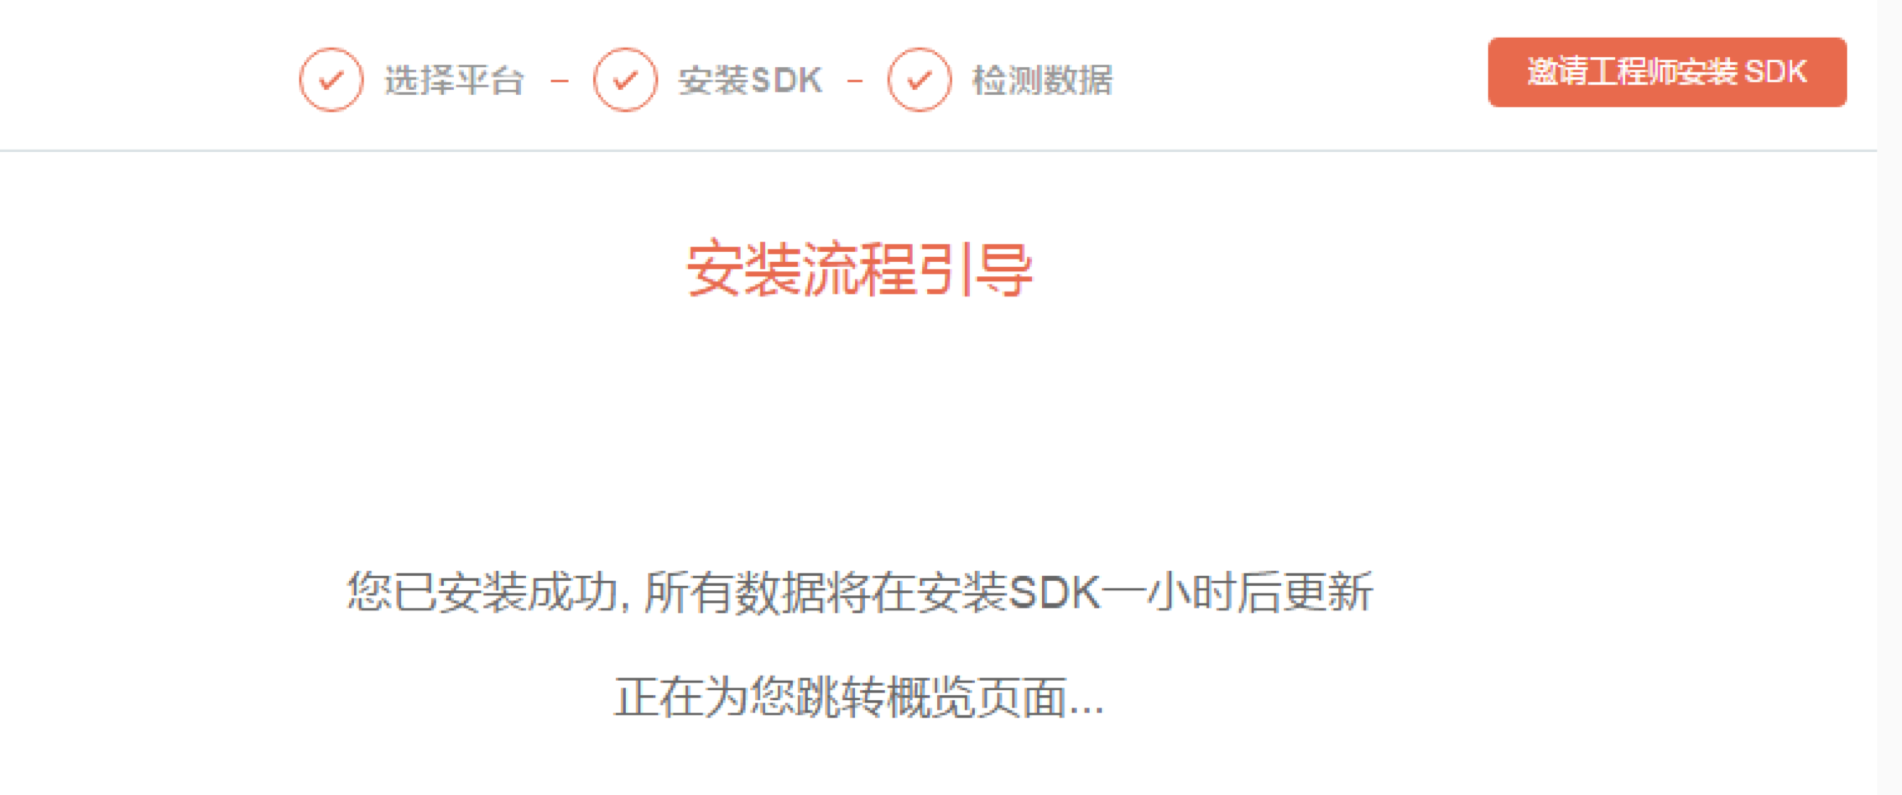 选择平台 – 安装SDK – 检测数据
邀请工程师安装 SDK
安装流程引导
您已安装成功, 所有数据将在安装SDK一小时后更新
正在为您跳转概览页面...